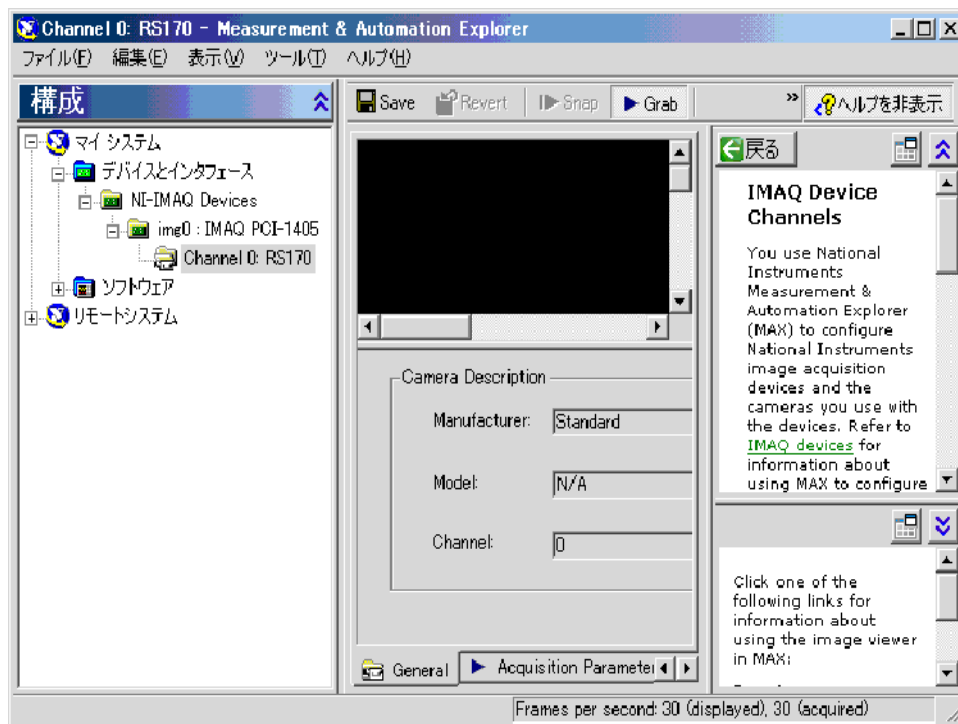 Channel 0: RS170 - Measurement & Automation Explorer
ファイル(F) 編集(E) 表示(V) ツール(T) ヘルプ(H)
構成
マイ システム
デバイスとインタフェース
NI-IMAQ Devices
img0 : IMAQ PCI-1405
Channel 0: RS170
ソフトウェア
リモートシステム
Save Revert Snap Grab » ヘルプを非表示
Camera Description
Manufacturer: Standard
Model: N/A
Channel: 0
General Acquisition Parameter
戻る
IMAQ Device
Channels
You use National
Instruments
Measurement &
Automation Explorer
(MAX) to configure
National Instruments
image acquisition
devices and the
cameras you use with
the devices. Refer to
IMAQ devices for
information about
using MAX to configure
Click one of the
following links for
information about
using the image viewer
in MAX:
Frames per second: 30 (displayed), 30 (acquired)